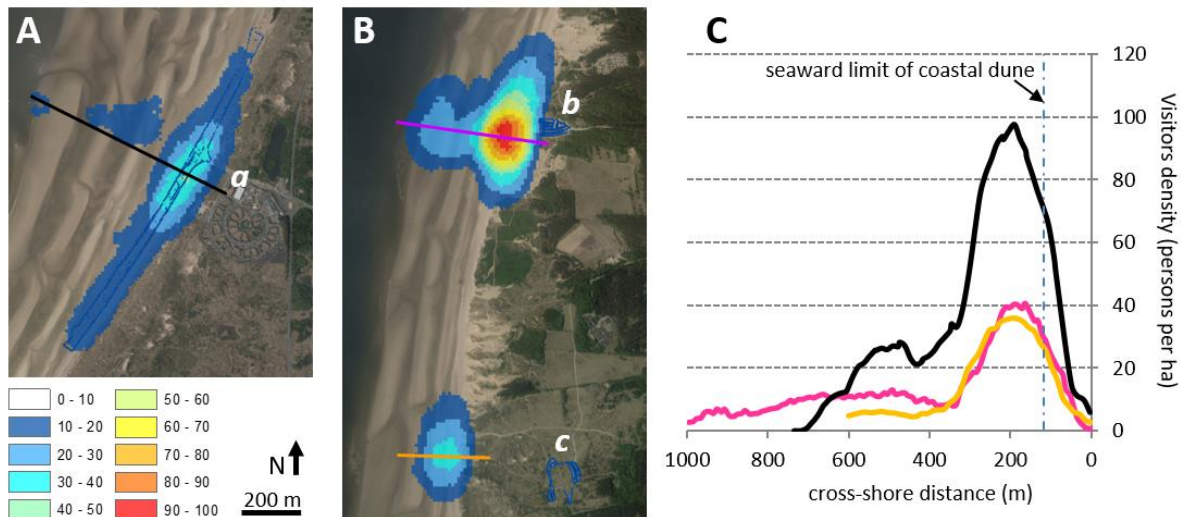 A
a
0 - 10
10 - 20
20 - 30
30 - 40
40 - 50
50 - 60
60 - 70
70 - 80
80 - 90
90 - 100
N
200 m
B
b
c
C
seaward limit of coastal dune
120
100
80
60
40
20
0
Visitors density (persons per ha)
1000
800
600
400
200
0
cross-shore distance (m)